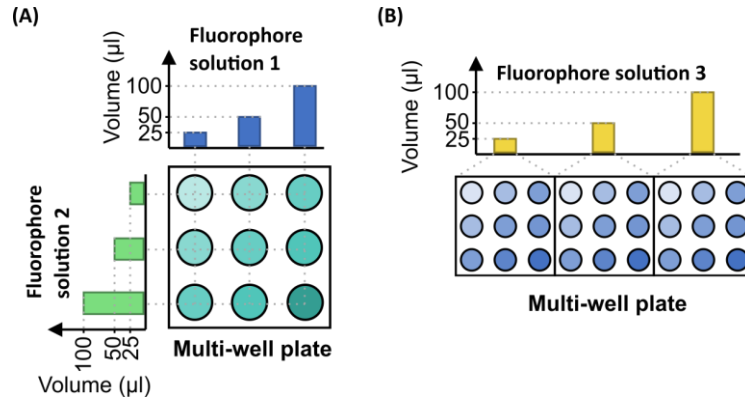 (A)
Fluorophore
solution 1
Volume (µl)
100
50
25
Fluorophore
solution 2
100
50
25
Volume (µl)
Multi-well plate
(B)
Fluorophore solution 3
Volume (µl)
100
50
25
Multi-well plate